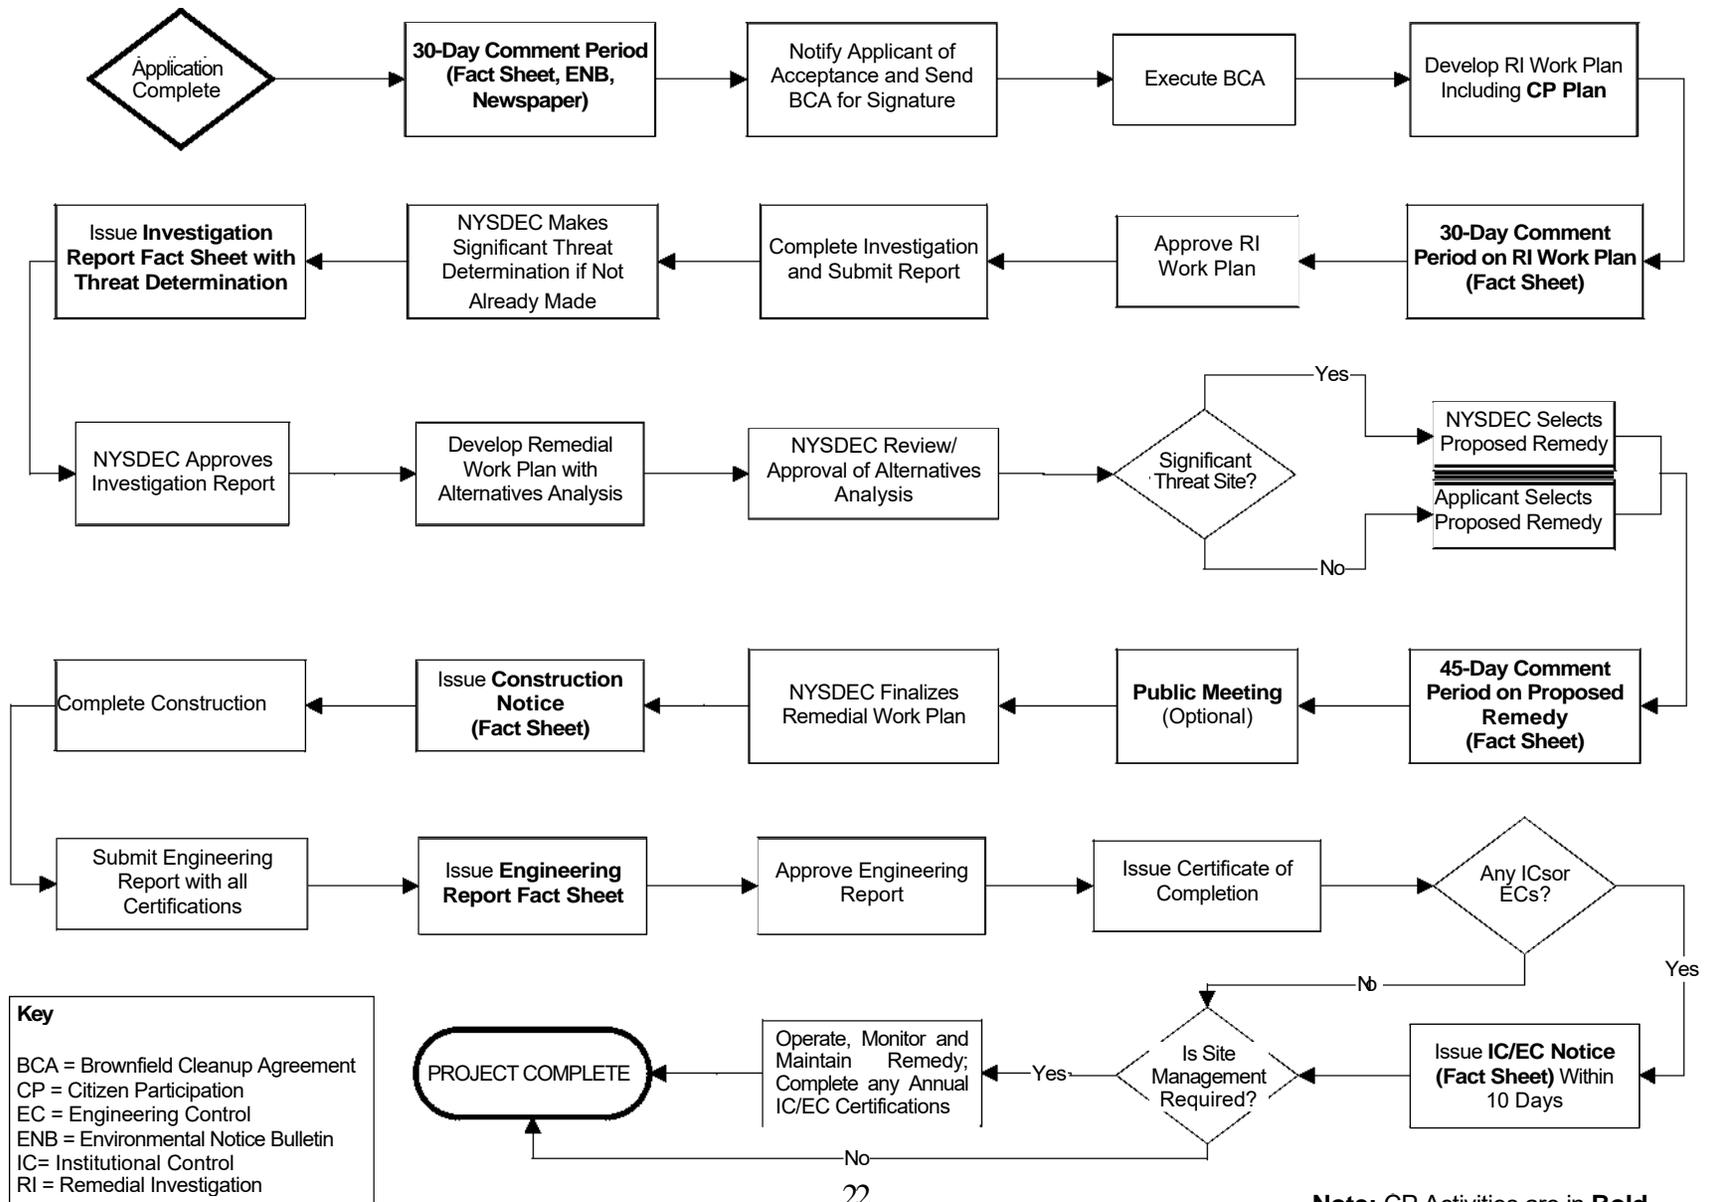 Application
Complete
30-Day Comment Period
(Fact Sheet, ENB,
Newspaper)
Notify Applicant of
Acceptance and Send
BCA for Signature
Execute BCA
Develop RI Work Plan
Including CP Plan
Issue Investigation
Report Fact Sheet with
Threat Determination
NYSDEC Makes
Significant Threat
Determination if Not
Already Made
Complete Investigation
and Submit Report
Approve RI
Work Plan
30-Day Comment
Period on RI Work Plan
(Fact Sheet)
NYSDEC Approves
Investigation Report
Develop Remedial
Work Plan with
Alternatives Analysis
NYSDEC Review/
Approval of Alternatives
Analysis
Significant
Threat Site?
Yes
No
NYSDEC Selects
Proposed Remedy
Applicant Selects
Proposed Remedy
Complete Construction
Issue Construction
Notice
(Fact Sheet)
NYSDEC Finalizes
Remedial Work Plan
Public Meeting
(Optional)
45-Day Comment
Period on Proposed
Remedy
(Fact Sheet)
Submit Engineering
Report with all
Certifications
Issue Engineering
Report Fact Sheet
Approve Engineering
Report
Issue Certificate of
Completion
Any ICsor
ECs?
Yes
No
Key
BCA = Brownfield Cleanup Agreement
CP = Citizen Participation
EC = Engineering Control
ENB = Environmental Notice Bulletin
IC= Institutional Control
RI = Remedial Investigation
PROJECT COMPLETE
Operate, Monitor and
Maintain Remedy;
Complete any Annual
IC/EC Certifications
Yes
Is Site
Management
Required?
Issue IC/EC Notice
(Fact Sheet) Within
10 Days
No
22
Note: CP Activities are in Bold